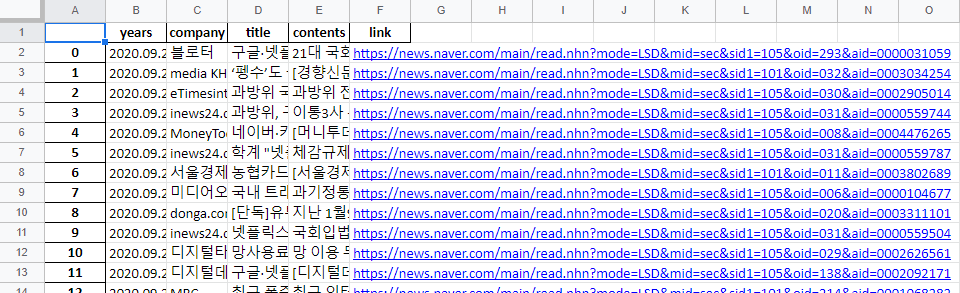 A B C D E F G H I J K L M N O
1 years company title contents link
2 0 2020.09.2 블로터 구글·넷플 21대 국회 https://news.naver.com/main/read.nhn?mode=LSD&mid=sec&sid1=105&oid=293&aid=0000031059
3 1 2020.09.2 media KH ‘펭수’도 [경향신문 https://news.naver.com/main/read.nhn?mode=LSD&mid=sec&sid1=101&oid=032&aid=0003034254
4 2 2020.09.2 eTimesint 과방위 국 과방위 전 https://news.naver.com/main/read.nhn?mode=LSD&mid=sec&sid1=105&oid=030&aid=0002905014
5 3 2020.09.2 inews24.c 과방위, 구 이통3사 https://news.naver.com/main/read.nhn?mode=LSD&mid=sec&sid1=105&oid=031&aid=0000559744
6 4 2020.09.2 MoneyTo 네이버·카 [머니투데 https://news.naver.com/main/read.nhn?mode=LSD&mid=sec&sid1=105&oid=008&aid=0004476265
7 5 2020.09.2 inews24.c 학계 "넷플 체감규제 https://news.naver.com/main/read.nhn?mode=LSD&mid=sec&sid1=105&oid=031&aid=0000559787
8 6 2020.09.2 서울경제 농협카드 [서울경제 https://news.naver.com/main/read.nhn?mode=LSD&mid=sec&sid1=101&oid=011&aid=0003802689
9 7 2020.09.2 미디어오 국내 트래 과기정통 https://news.naver.com/main/read.nhn?mode=LSD&mid=sec&sid1=105&oid=006&aid=0000104677
10 8 2020.09.2 donga.co [단독]유투 지난 1월 https://news.naver.com/main/read.nhn?mode=LSD&mid=sec&sid1=105&oid=020&aid=0003311101
11 9 2020.09.2 inews24.c 넷플릭스 국회입법 https://news.naver.com/main/read.nhn?mode=LSD&mid=sec&sid1=105&oid=031&aid=0000559504
12 10 2020.09.2 디지털타 망사용료 망 이용 https://news.naver.com/main/read.nhn?mode=LSD&mid=sec&sid1=105&oid=029&aid=0002626561
13 11 2020.09.2 디지털데 구글·넷플 [디지털데 https://news.naver.com/main/read.nhn?mode=LSD&mid=sec&sid1=105&oid=138&aid=0002092171
14 12 2020.09.2 MBC